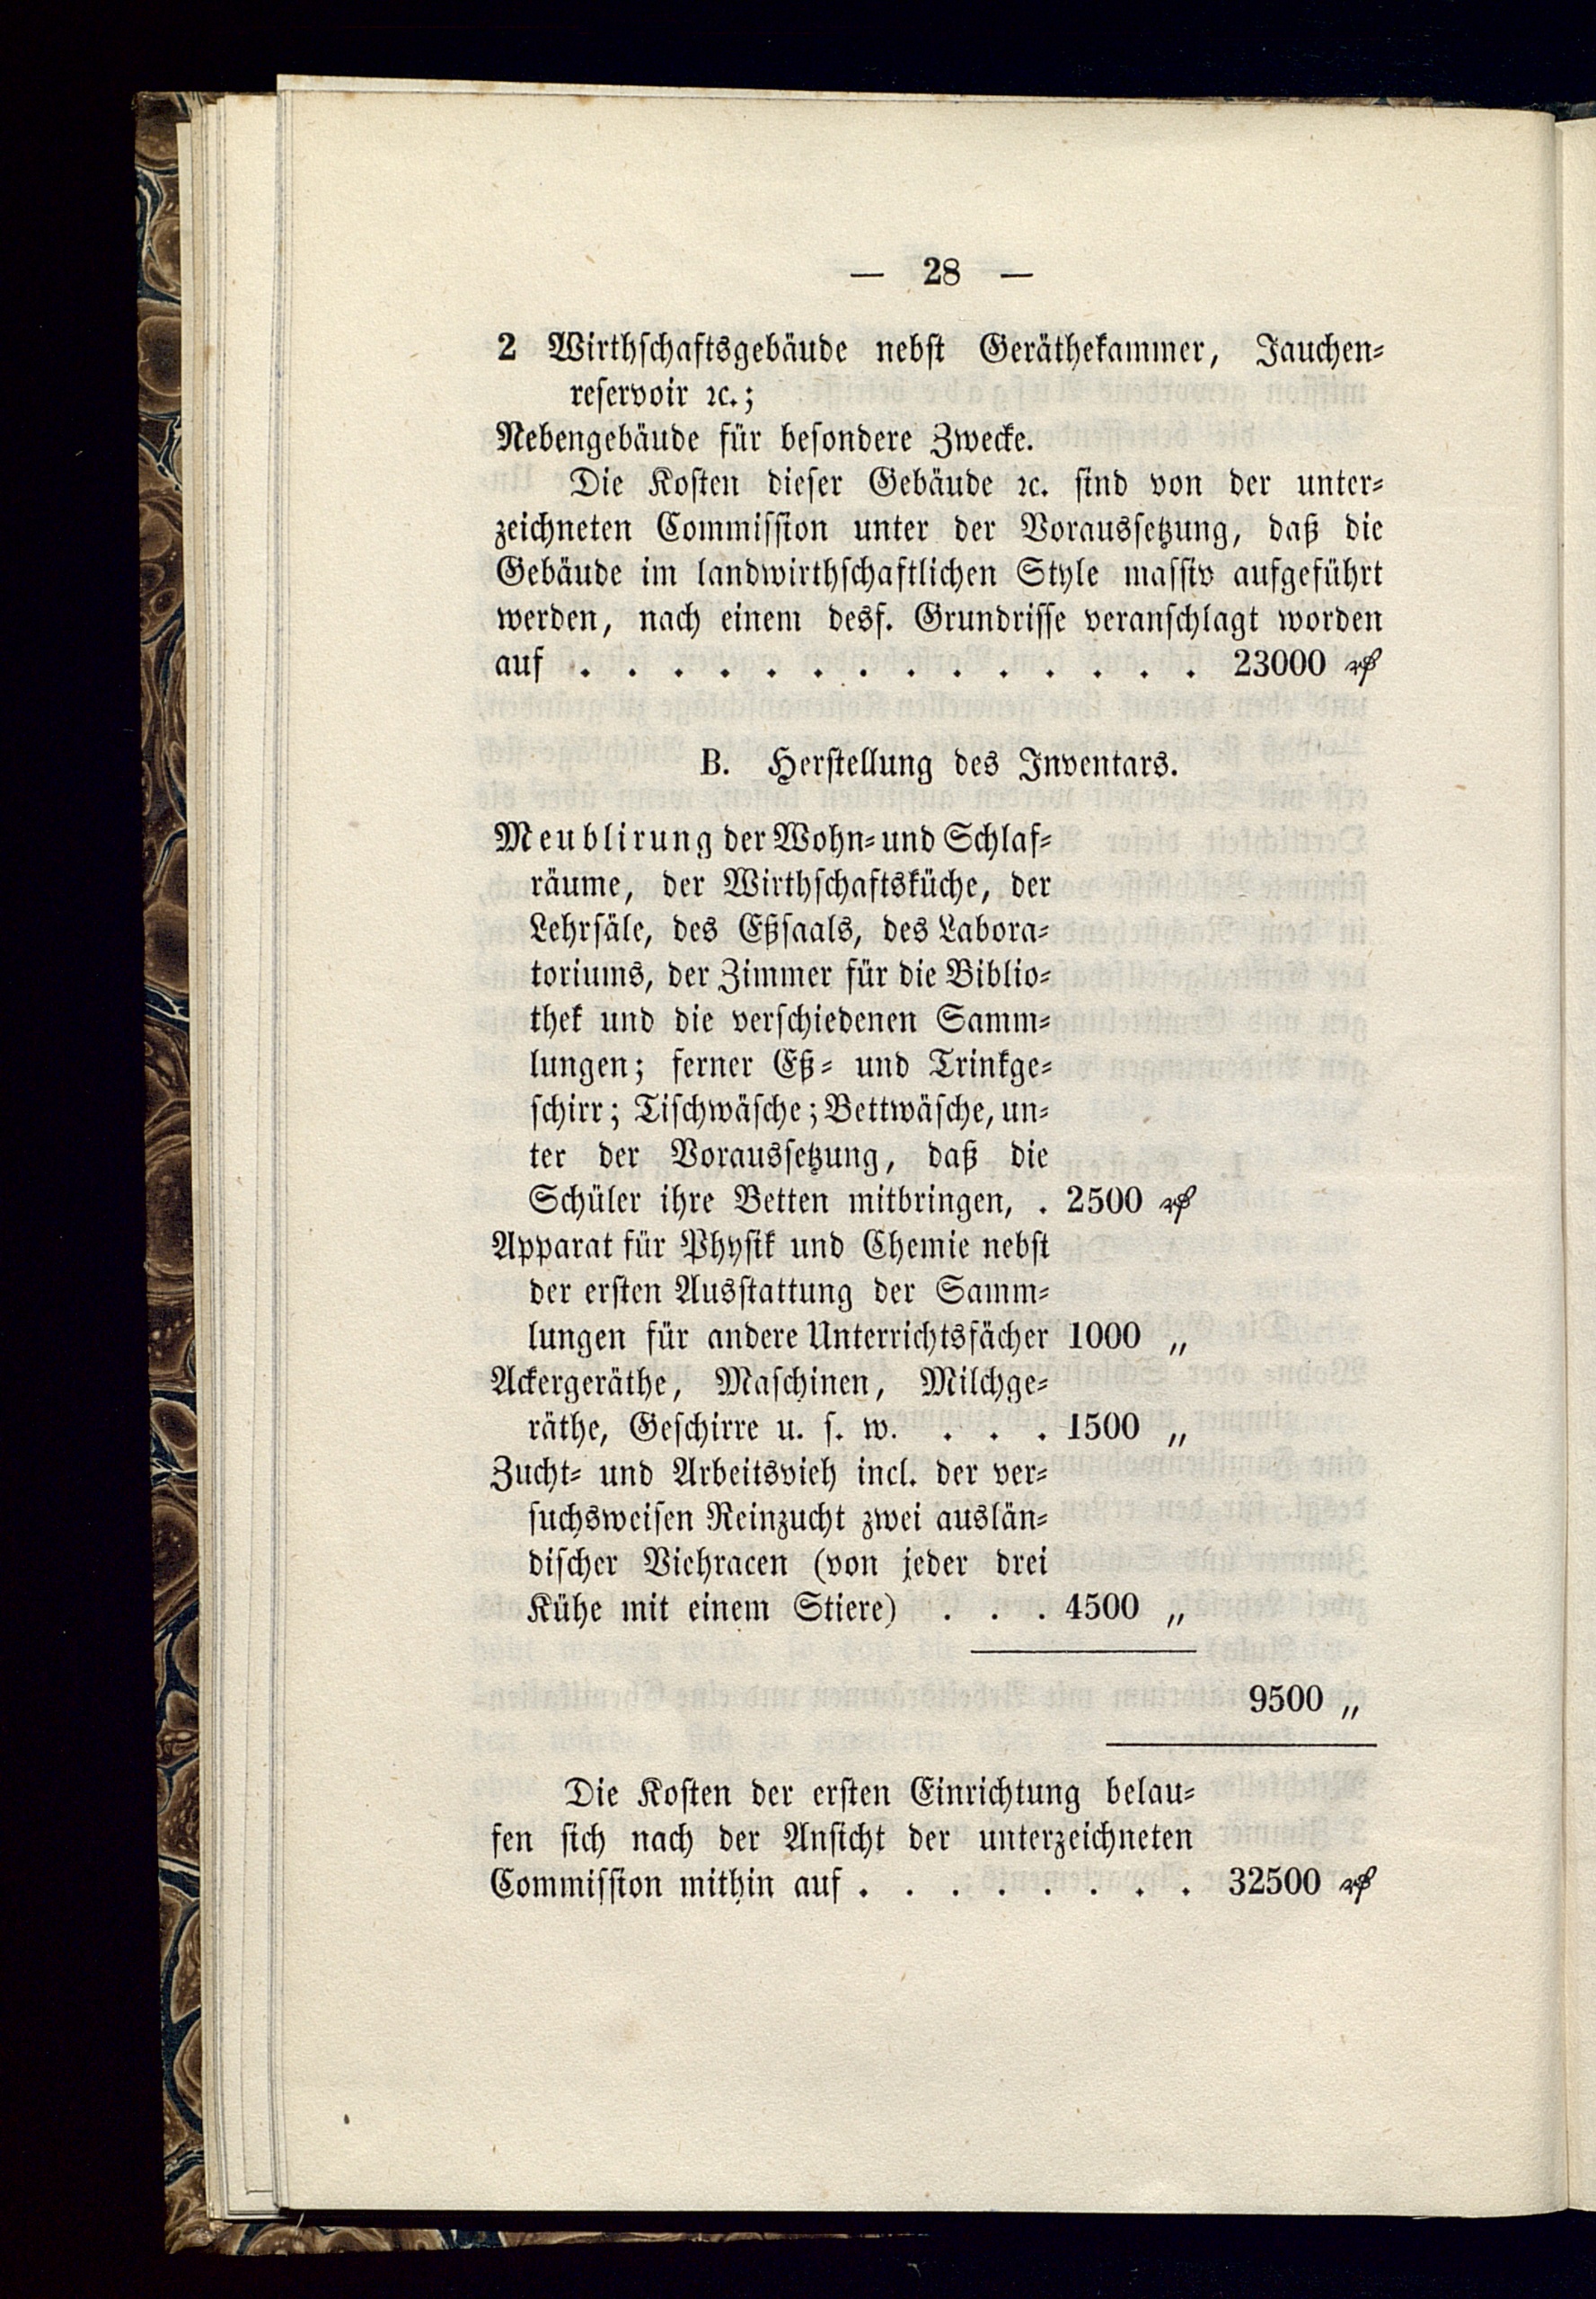 — 28 —
2 Wirthschaftsgebäude nebst Geräthekammer, Jauchen-
reservoir ꝛc.;
Nebengebäude für besondere Zwecke.
Die Kosten dieser Gebäude ꝛc. sind von der unter-
zeichneten Commission unter der Voraussetzung, daß die
Gebäude im landwirthschaftlichen Style massiv aufgeführt
werden, nach einem desf. Grundrisse veranschlagt worden
auf . . . . . . . . . . . . . . 23000 ₰
B. Herstellung des Inventars.
Meublirung der Wohn- und Schlaf-
räume, der Wirthschaftsküche, der
Lehrsäle, des Eßsaals, des Labora-
toriums, der Zimmer für die Biblio-
thek und die verschiedenen Samm-
lungen; ferner Eß- und Trinkge-
schirr; Tischwäsche; Bettwäsche, un-
ter der Voraussetzung, daß die
Schüler ihre Betten mitbringen, . 2500 ₰
Apparat für Physik und Chemie nebst
der ersten Ausstattung der Samm-
lungen für andere Unterrichtsfächer 1000 „
Ackergeräthe, Maschinen, Milchge-
räthe, Geschirre u. s. w. . . . 1500 „
Zucht- und Arbeitsvieh incl. der ver-
suchsweisen Reinzucht zwei auslän-
discher Viehracen (von jeder drei
Kühe mit einem Stiere) . . . 4500 „
9500 „
Die Kosten der ersten Einrichtung belau-
fen sich nach der Ansicht der unterzeichneten
Commission mithin auf . . . . . . . . 32500 ₰